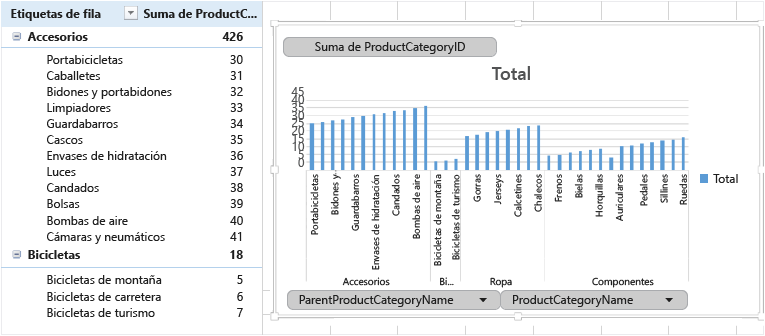 Etiquetas de fila Suma de ProductC...
Accesorios 426
Portabicicletas 30
Caballetes 31
Bidones y portabidones 32
Limpiadores 33
Guardabarros 34
Cascos 35
Envases de hidratación 36
Luces 37
Candados 38
Bolsas 39
Bombas de aire 40
Cámaras y neumáticos 41
Bicicletas 18
Bicicletas de montaña 5
Bicicletas de carretera 6
Bicicletas de turismo 7
Suma de ProductCategoryID
Total
45
40
35
30
25
20
15
10
5
0
Portabicicletas
Bidones y
Guardabarros
Envases de hidratación
Candados
Bombas de aire
Bicicletas de montaña
Bicicletas de turismo
Gorras
Jerseys
Calcetines
Chalecos
Frenos
Bielas
Horquillas
Auriculares
Pedales
Sillines
Ruedas
Accesorios Bi... Ropa Componentes
Total
ParentProductCategoryName ProductCategoryName